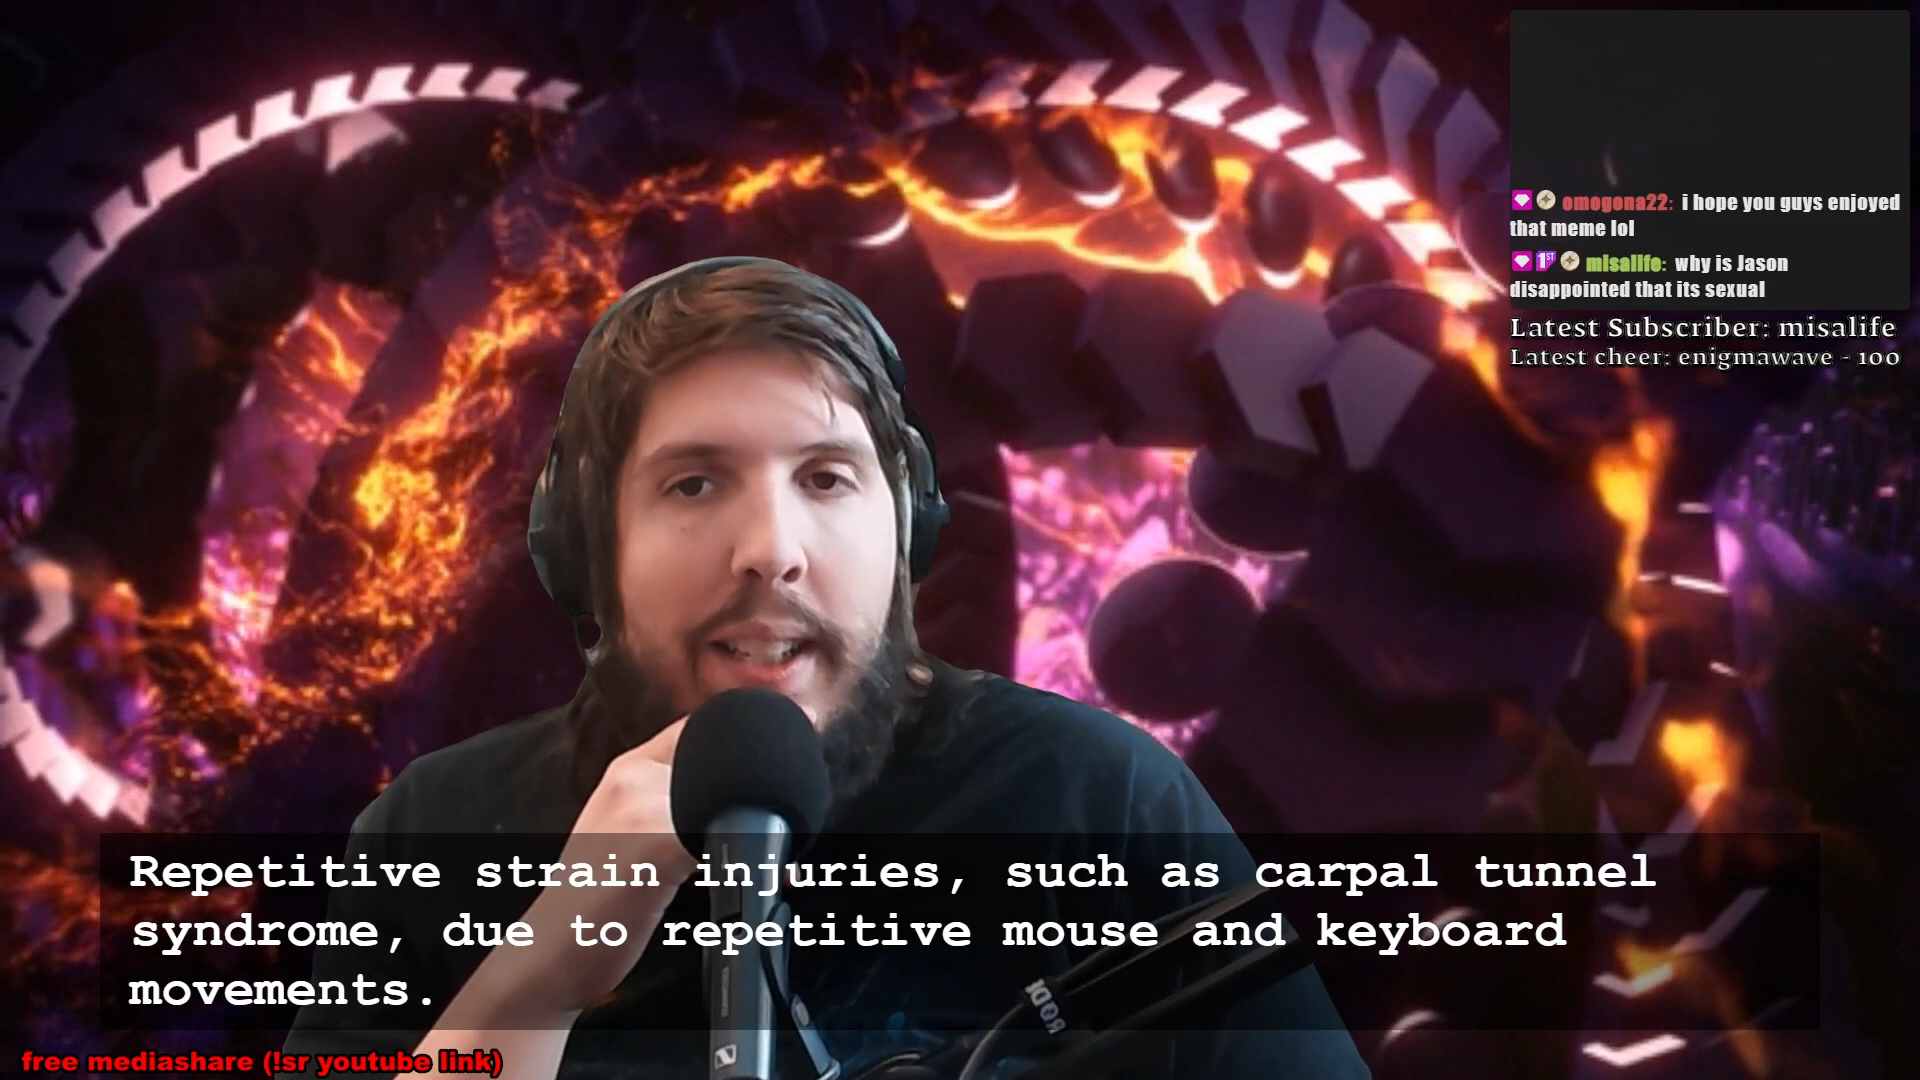 omogona22: i hope you guys enjoyed
that meme lol
1ST misalife: why is Jason
disappointed that its sexual
Latest Subscriber: misalife
Latest cheer: enigmawave - 100
Repetitive strain injuries, such as carpal tunnel
syndrome, due to repetitive mouse and keyboard
movements.
RODE
free mediashare (!sr youtube link)